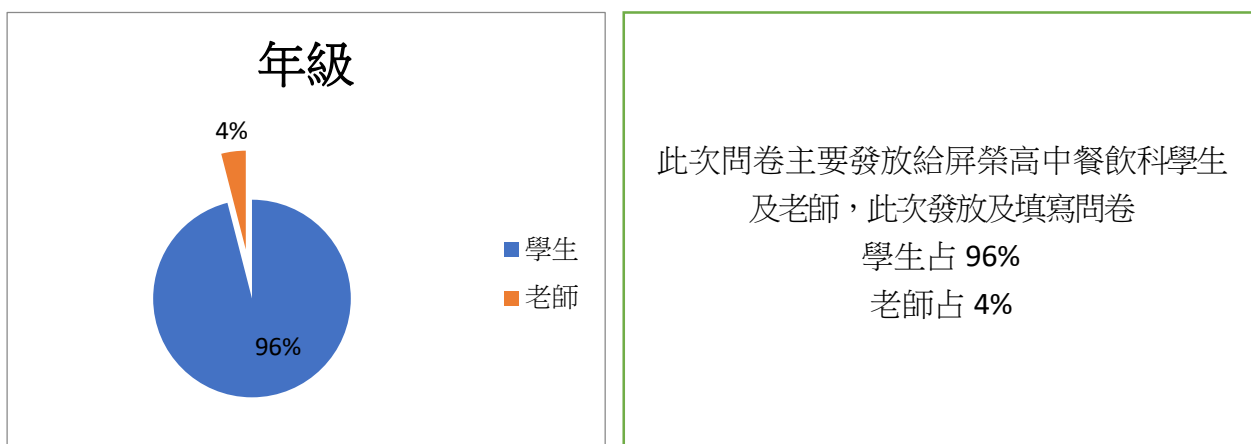 年級
4%
96%
學生
老師
此次問卷主要發放給屏榮高中餐飲科學生
及老師，此次發放及填寫問卷
學生占 96%
老師占 4%